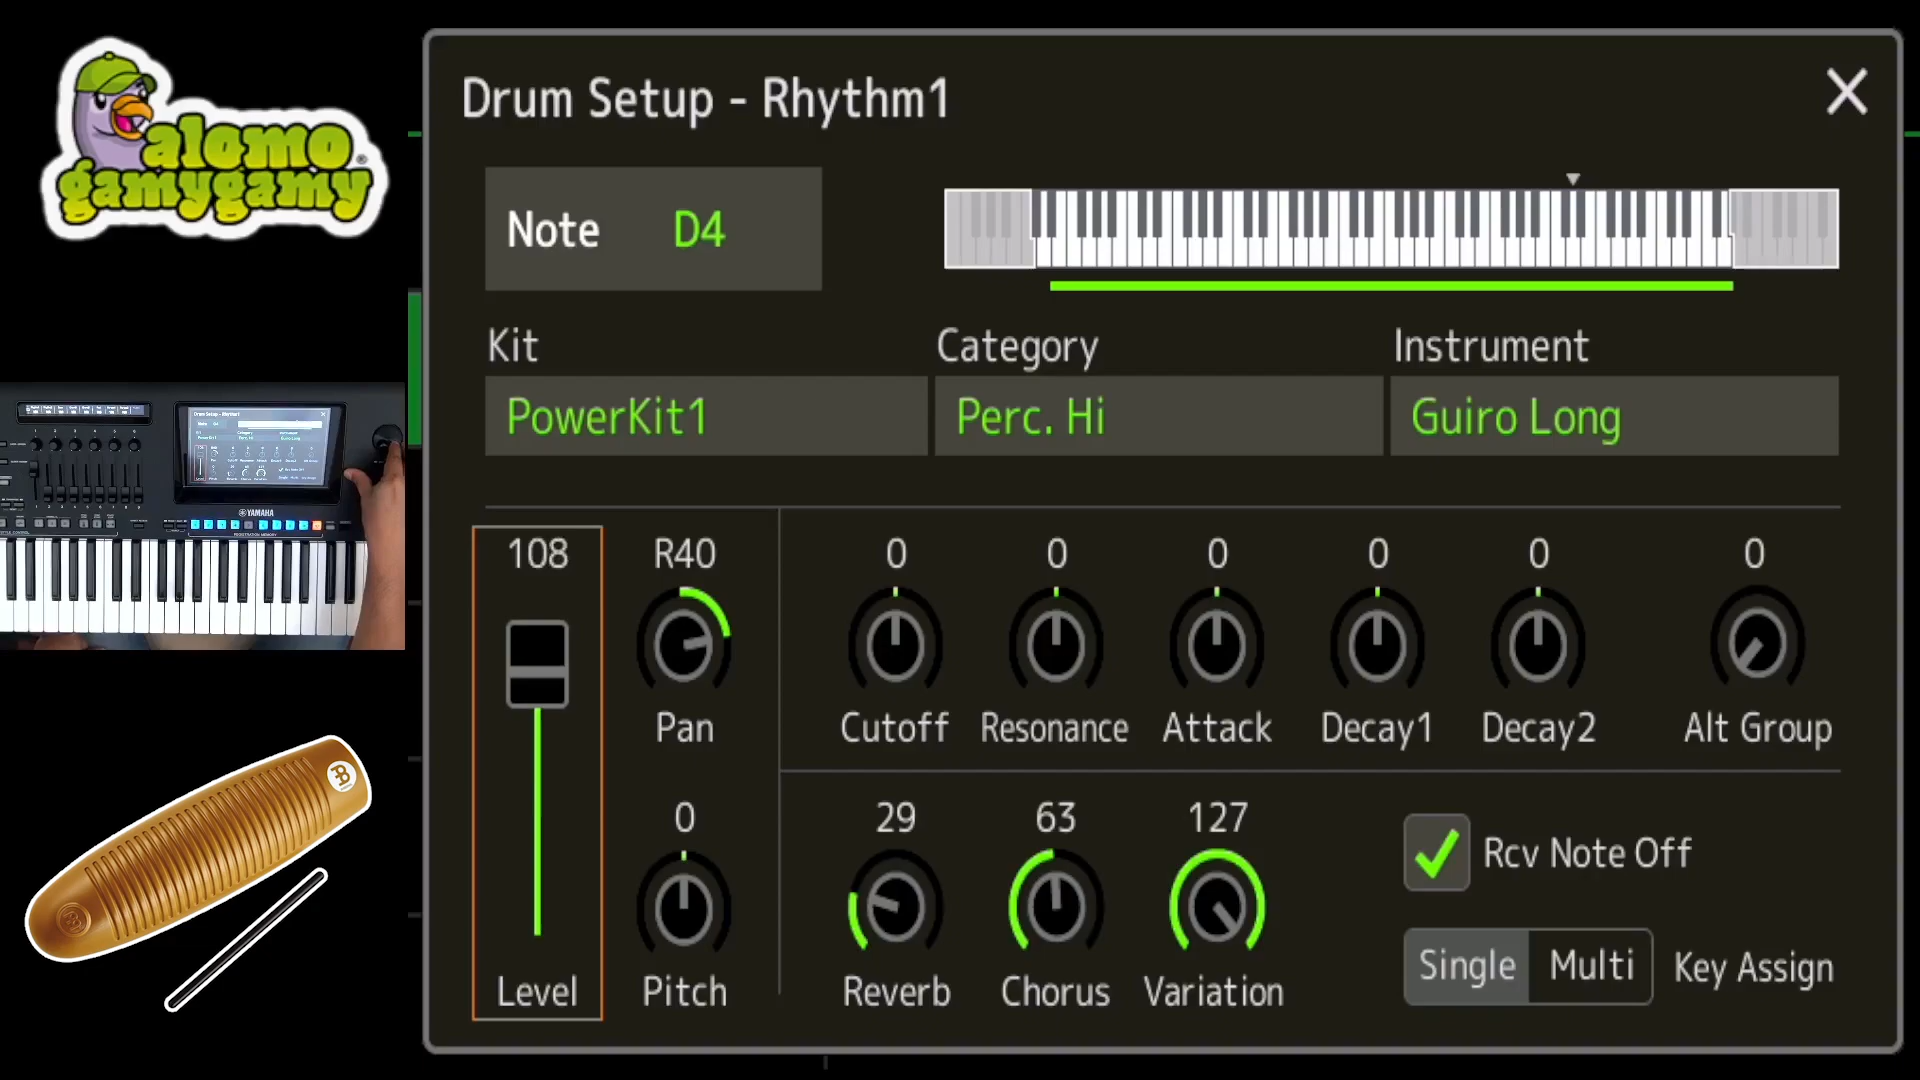 alomo
gamygamy
Drum Setup - Rhythm1
Note D4
Kit
Category
Instrument
PowerKit1
Perc. Hi
Guiro Long
108
R40
0
0
0
0
0
0
Pan
Cutoff
Resonance
Attack
Decay1
Decay2
Alt Group
0
29
63
127
Rcv Note Off
Single
Multi
Key Assign
Level
Pitch
Reverb
Chorus
Variation
YAMAHA